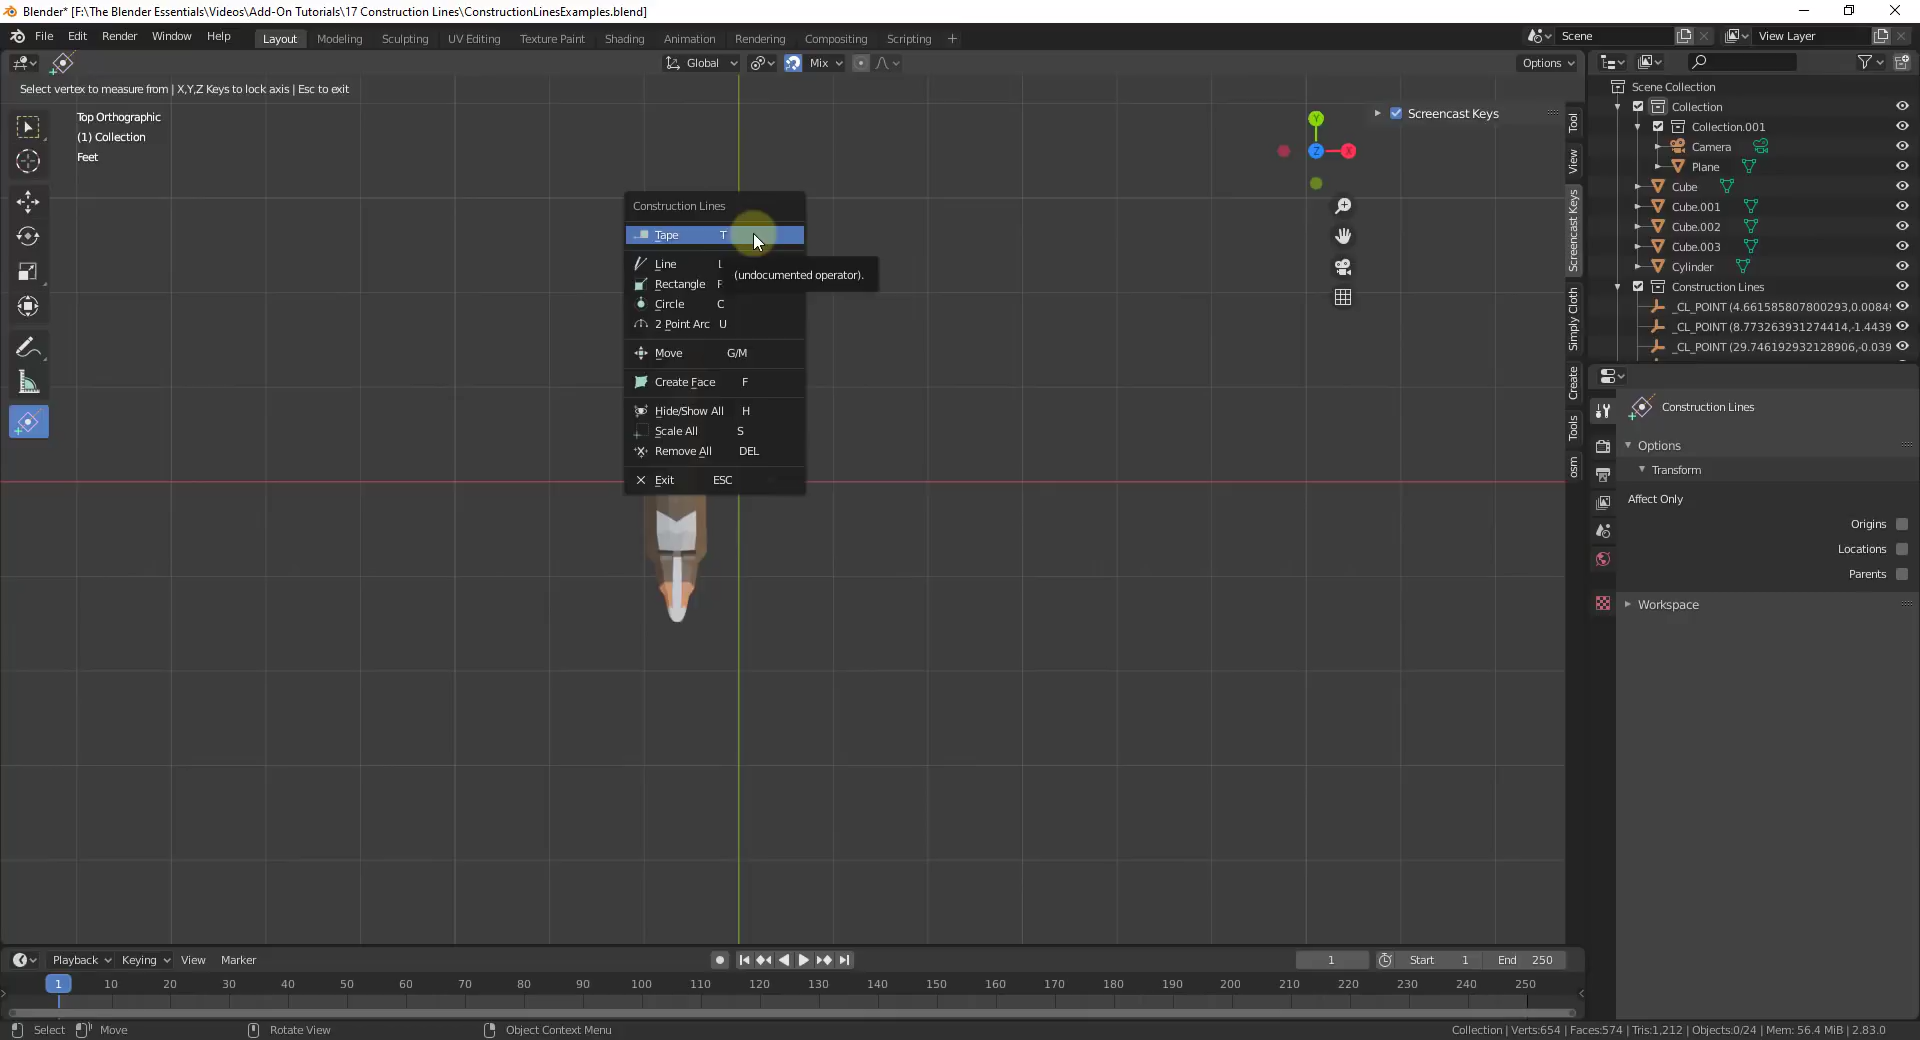 Blender* [F:\The Blender Essentials\Videos\Add-On Tutorials\17 Construction Lines\ConstructionLinesExamples.blend]
File Edit Render Window Help Layout Modeling Sculpting UV Editing Texture Paint Shading Animation Rendering Compositing Scripting + Scene View Layer
Global Mix Options
Select vertex to measure from | X,Y,Z Keys to lock axis | Esc to exit
Top Orthographic
(1) Collection
Feet
Screencast Keys
Y
Z
X
Construction Lines
Tape T
Line L
(undocumented operator).
Rectangle
Circle C
2 Point Arc U
Move G/M
Create Face F
Hide/Show All H
Scale All S
Remove All DEL
Exit ESC
Tool
View
Screencast Keys
Simply Cloth
Create
Tools
osm
Scene Collection
Collection
Collection.001
Camera
Plane
Cube
Cube.001
Cube.002
Cube.003
Cylinder
Construction Lines
_CL_POINT (4.661585807800293,0.0084
_CL_POINT (8.773263931274414,-1.4439
_CL_POINT (29.746192932128906,-0.039
Construction Lines
Options
Transform
Affect Only
Origins
Locations
Parents
Workspace
Playback Keying View Marker 1 Start 1 End 250
1 10 20 30 40 50 60 70 80 90 100 110 120 130 140 150 160 170 180 190 200 210 220 230 240 250
Select Move Rotate View Object Context Menu Collection | Verts:654 | Faces:574 | Tris:1,212 | Objects:0/24 | Mem: 56.4 MiB | 2.83.0